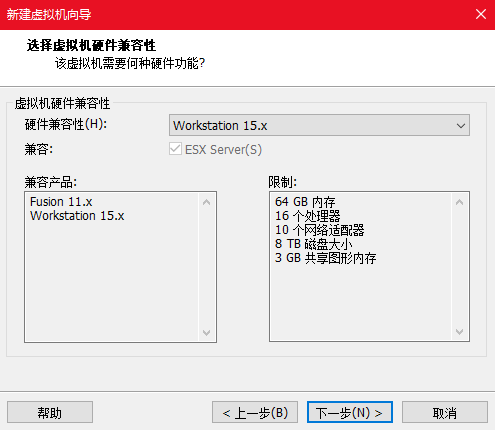 新建虚拟机向导
选择虚拟机硬件兼容性
该虚拟机需要何种硬件功能?
虚拟机硬件兼容性
硬件兼容性(H): Workstation 15.x
兼容: ESX Server(S)
兼容产品:
Fusion 11.x
Workstation 15.x
限制:
64 GB 内存
16 个处理器
10 个网络适配器
8 TB 磁盘大小
3 GB 共享图形内存
帮助 < 上一步(B) 下一步(N) > 取消